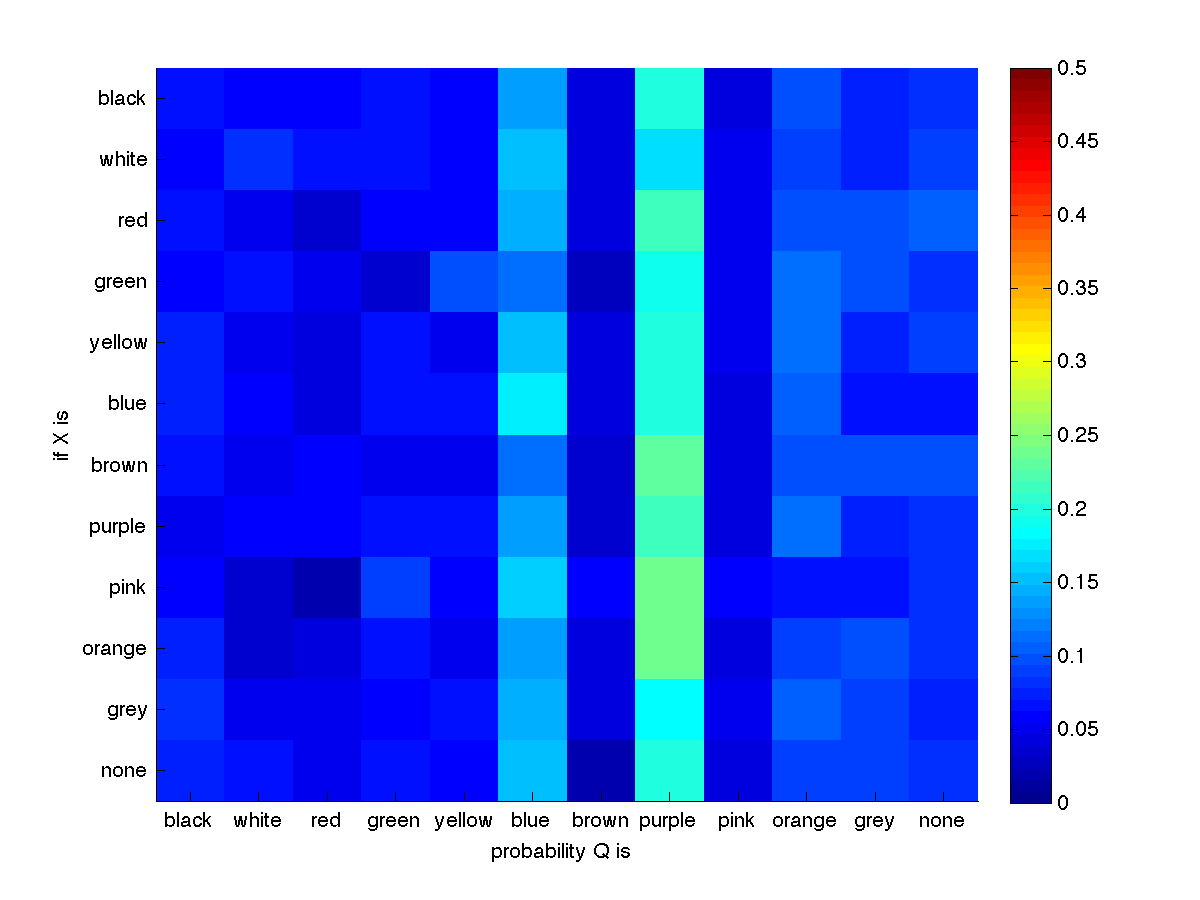 black
white
red
green
yellow
blue
brown
purple
pink
orange
grey
none
if X is
black white red green yellow blue brown purple pink orange grey none
probability Q is
0.5
0.45
0.4
0.35
0.3
0.25
0.2
0.15
0.1
0.05
0